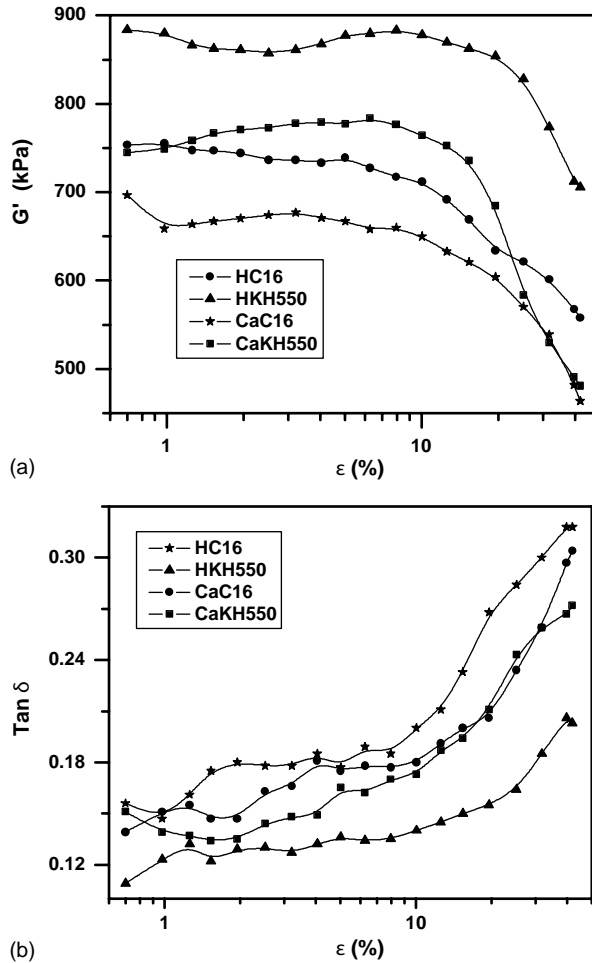 900
800
700
600
500
G' (kPa)
HC16
HKH550
CaC16
CaKH550
1
10
ε (%)
(a)
0.30
0.24
0.18
0.12
Tan δ
HC16
HKH550
CaC16
CaKH550
1
10
ε (%)
(b)